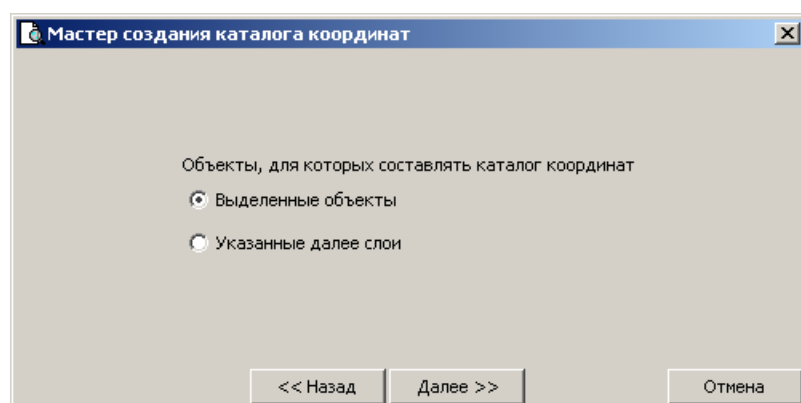 Мастер создания каталога координат
Объекты, для которых составлять каталог координат
Выделенные объекты
Указанные далее слои
<< Назад
Далее >>
Отмена